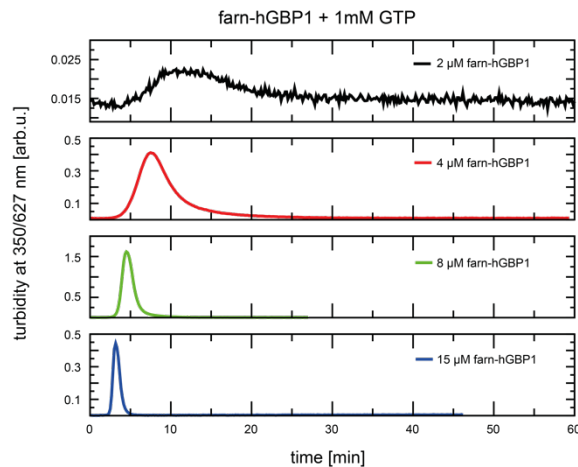 farn-hGBP1 + 1mM GTP
turbidity at 350/627 nm [arb.u.]
0.025
0.015
2 µM farn-hGBP1
0.5
0.3
0.1
4 µM farn-hGBP1
1.5
0.5
8 µM farn-hGBP1
0.5
0.3
0.1
15 µM farn-hGBP1
0 10 20 30 40 50 60
time [min]